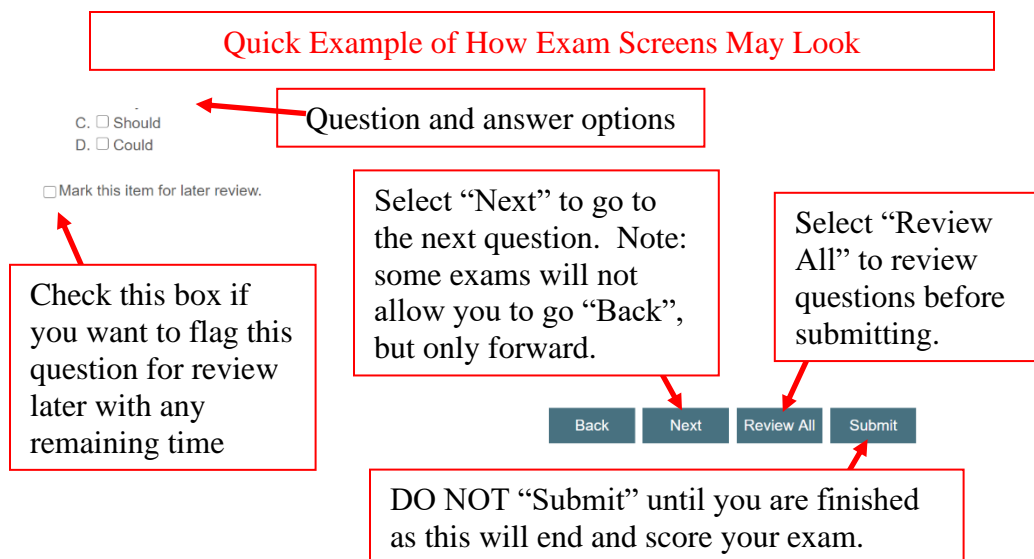 Quick Example of How Exam Screens May Look
Question and answer options
C. Should
D. Could
Mark this item for later review.
Check this box if
you want to flag this
question for review
later with any
remaining time
Select “Next” to go to
the next question.  Note:
some exams will not
allow you to go “Back”,
but only forward.
Select “Review
All” to review
questions before
submitting.
Back Next Review All Submit
DO NOT “Submit” until you are finished
as this will end and score your exam.